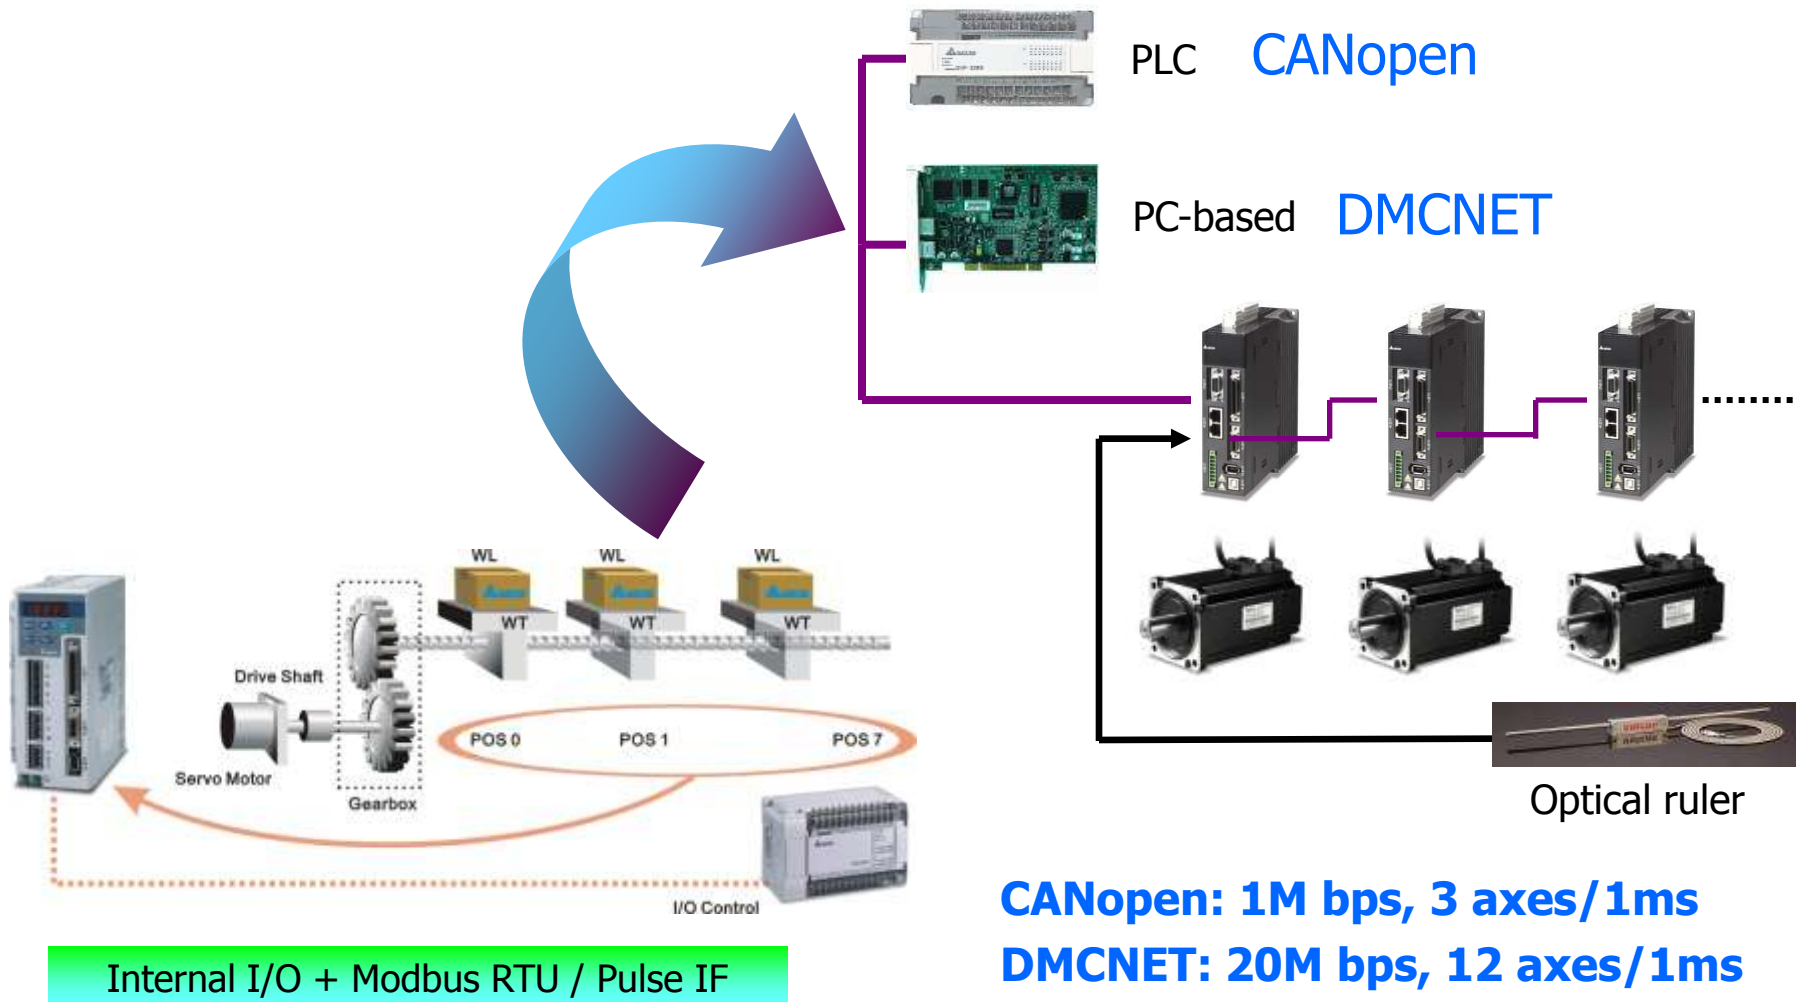 PLC CANopen
PC-based DMCNET
WL WL WL
WT WT WT
Drive Shaft
POS 0 POS 1 POS 7
Servo Motor
Gearbox
I/O Control
Optical ruler
CANopen: 1M bps, 3 axes/1ms
DMCNET: 20M bps, 12 axes/1ms
Internal I/O + Modbus RTU / Pulse IF